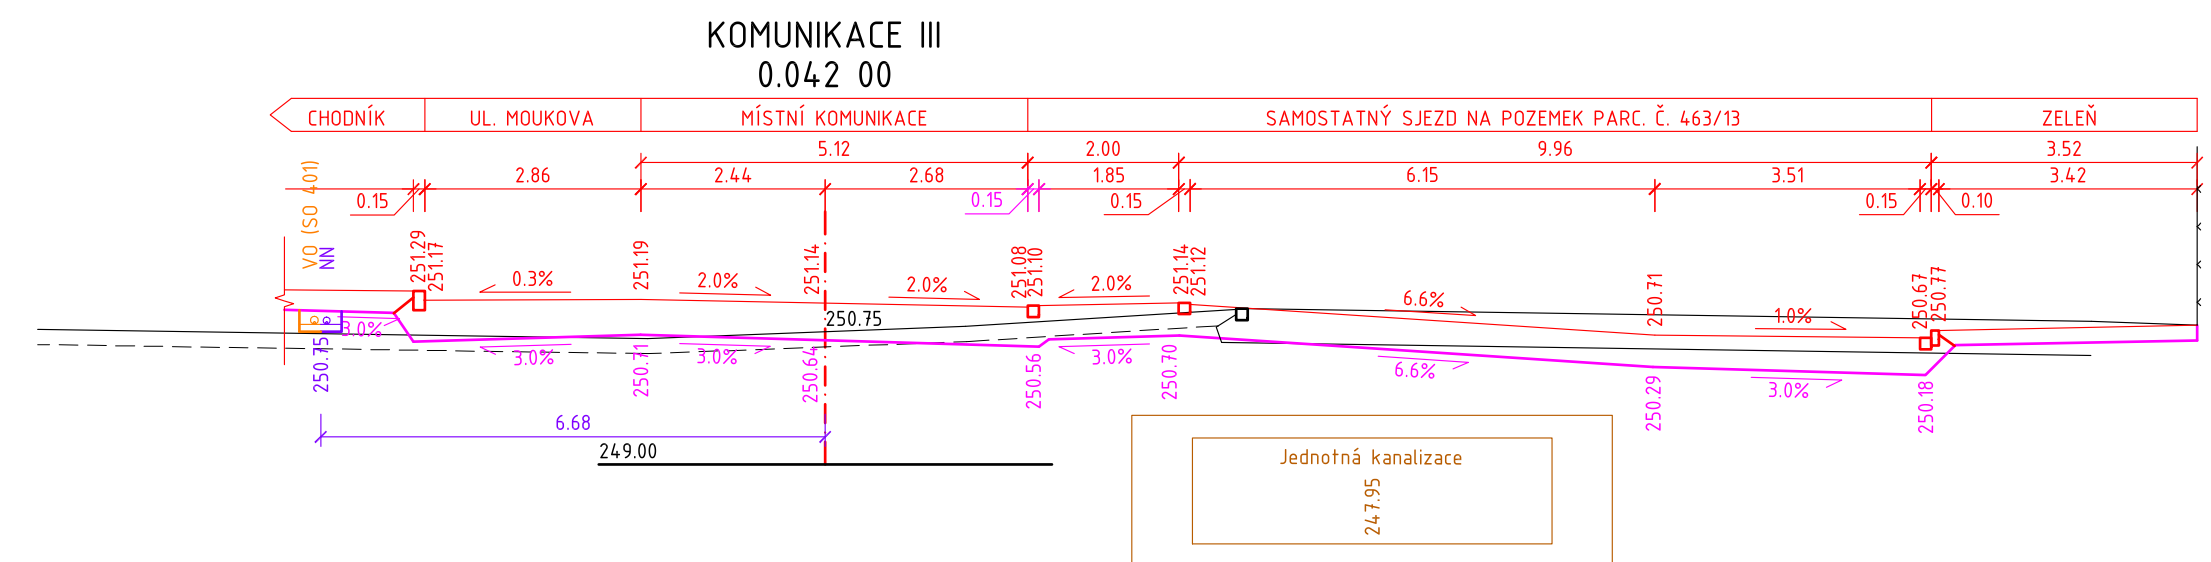 KOMUNIKACE III
0.042 00
CHODNÍK UL. MOUKOVA MÍSTNÍ KOMUNIKACE SAMOSTATNÝ SJEZD NA POZEMEK PARC. Č. 463/13 ZELEŇ
5.12 2.00 9.96 3.52
2.86 2.44 2.68 1.85 6.15 3.51 3.42
0.15 0.15 0.15 0.15 0.10
VO (SO 401)
NN
251.29
251.17
251.19
251.14
251.08
251.10
251.14
251.12
250.71
250.67
250.77
0.3% 2.0% 2.0% 2.0% 6.6% 1.0%
250.75
3.0% 3.0% 3.0% 3.0% 6.6% 3.0%
250.75
250.71
250.64
250.56
250.70
250.29
250.18
6.68
249.00
Jednotná kanalizace
247.95